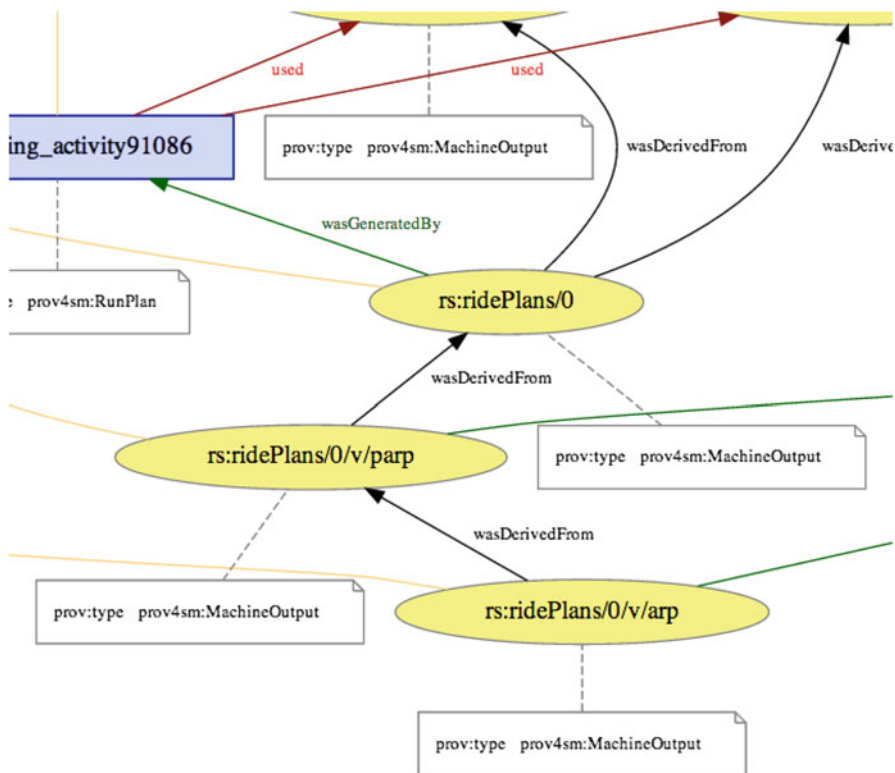 used
used
ing_activity91086
prov:type prov4sm:MachineOutput
wasDerivedFrom
wasDerive
wasGeneratedBy
prov4sm:RunPlan
rs:ridePlans/0
wasDerivedFrom
rs:ridePlans/0/v/parp
prov:type prov4sm:MachineOutput
wasDerivedFrom
prov:type prov4sm:MachineOutput
rs:ridePlans/0/v/arp
prov:type prov4sm:MachineOutput